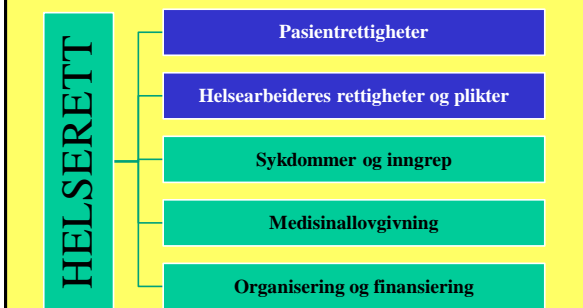 HELSERETT
Pasientrettigheter
Helsearbeideres rettigheter og plikter
Sykdommer og inngrep
Medisinallovgivning
Organisering og finansiering